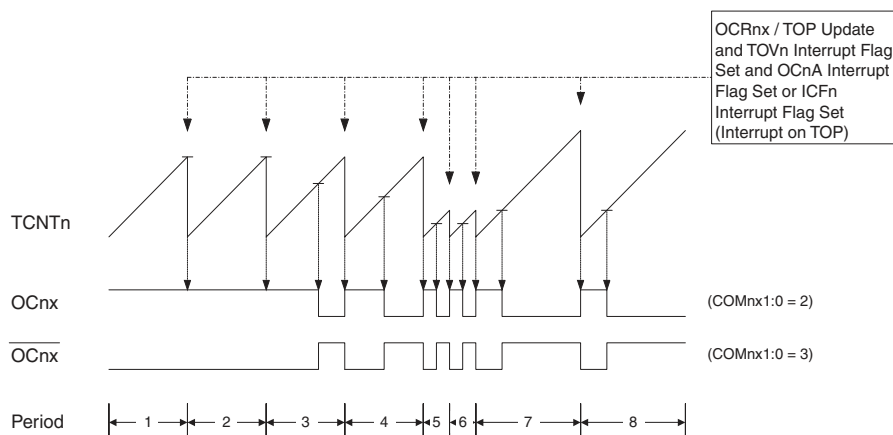 OCRnx / TOP Update
and TOVn Interrupt Flag
Set and OCnA Interrupt
Flag Set or ICFn
Interrupt Flag Set
(Interrupt on TOP)
TCNTn
OCnx
(COMnx1:0 = 2)
OCnx
(COMnx1:0 = 3)
Period
1 2 3 4 5 6 7 8